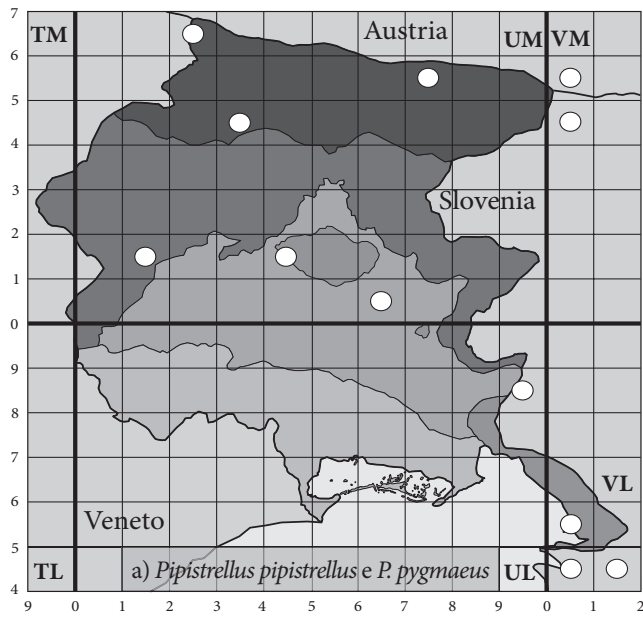 7
TM
Austria
UM
VM
6
5
4
3
Slovenia
2
1
0
9
8
7
VL
6
Veneto
5
TL
a) Pipistrellus pipistrellus e P. pygmaeus
UL
4
9 0 1 2 3 4 5 6 7 8 9 0 1 2